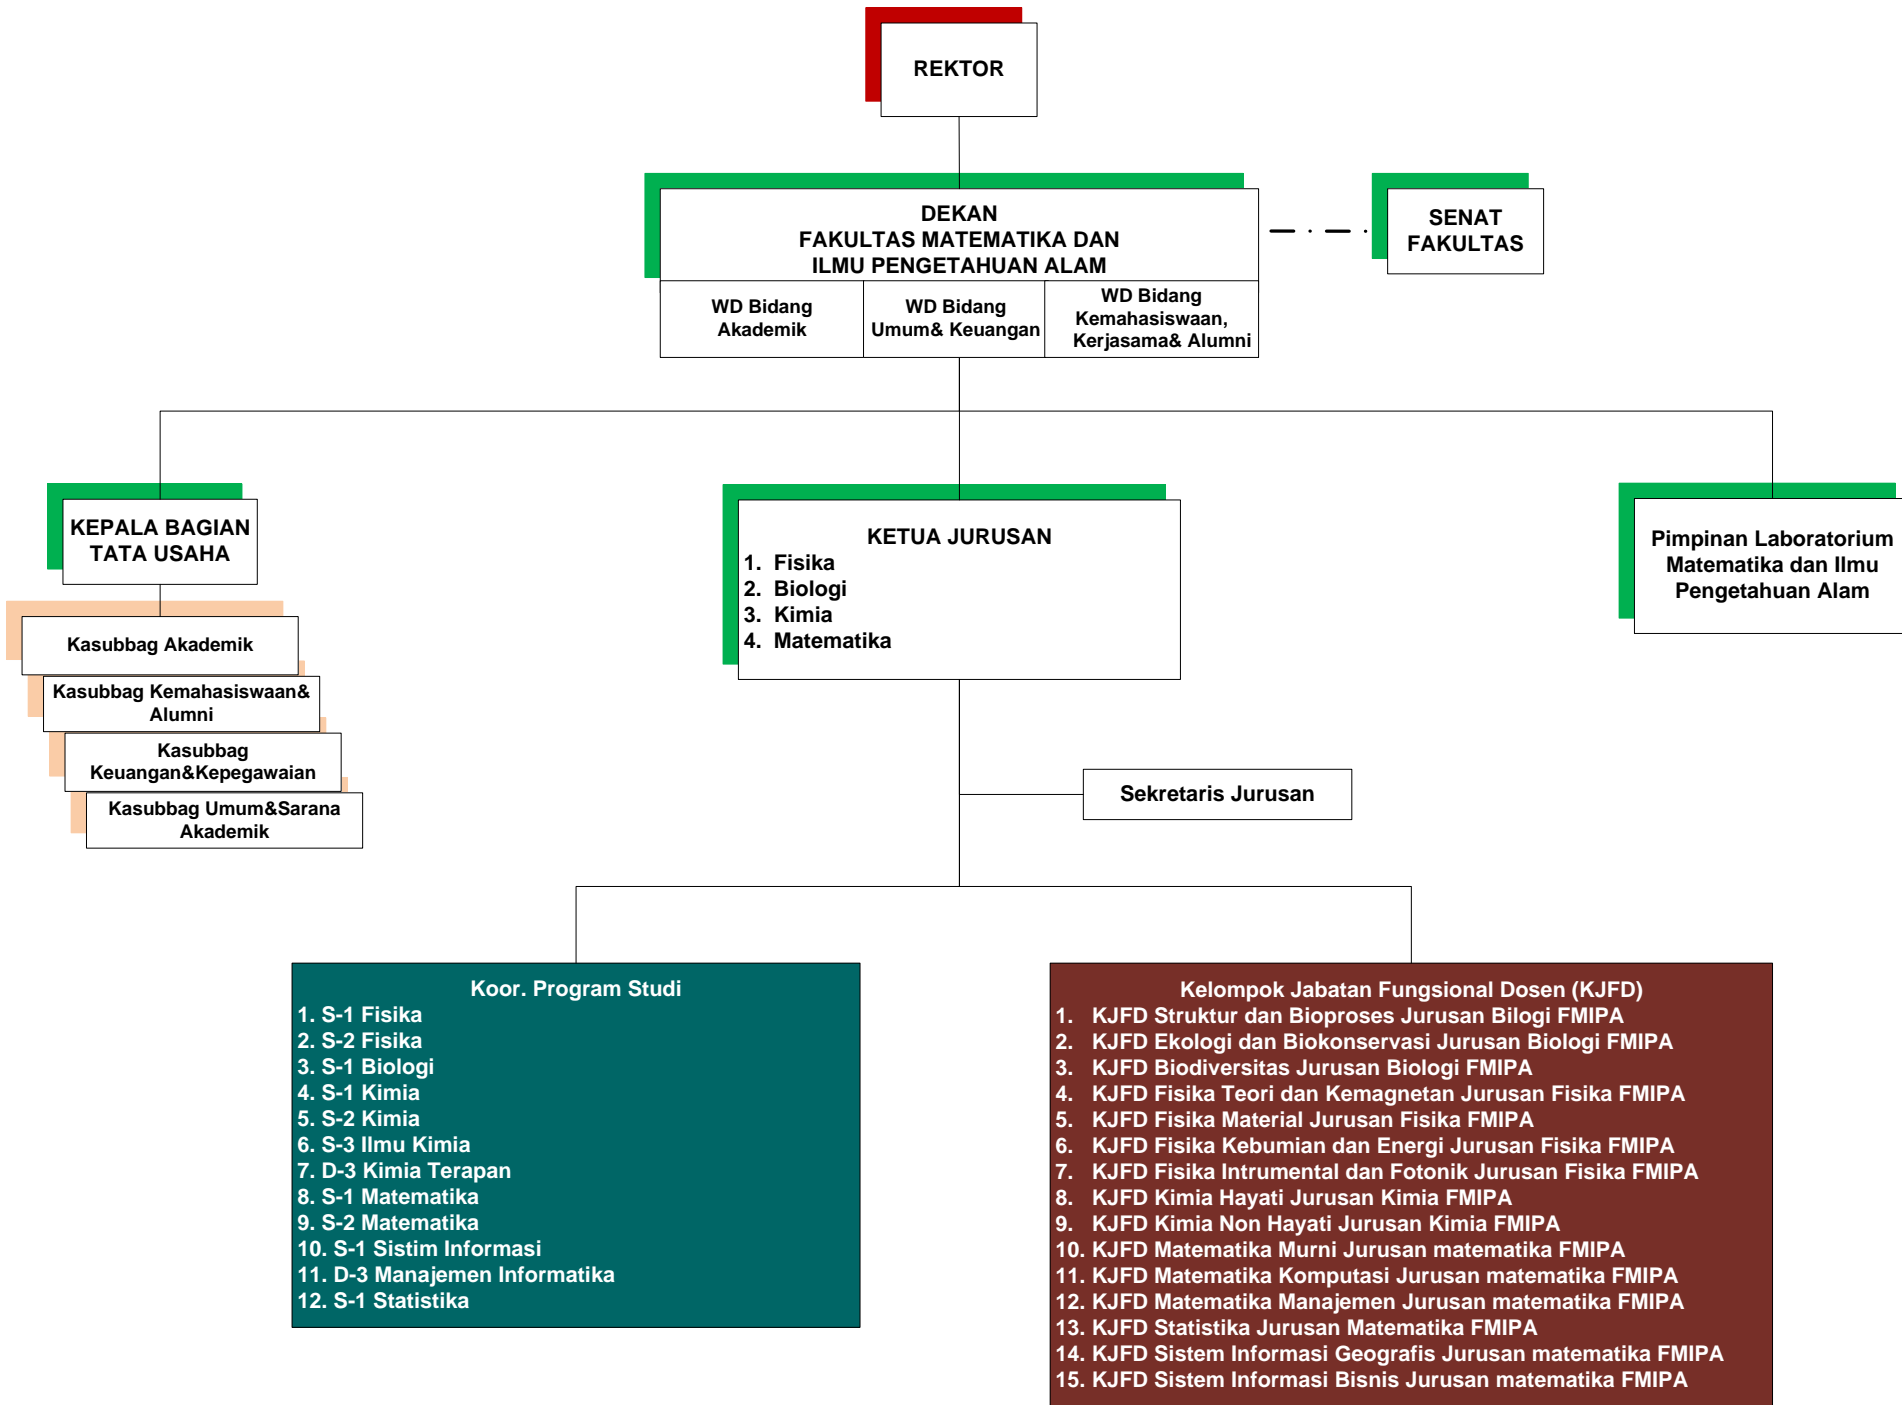 REKTOR
DEKAN
FAKULTAS MATEMATIKA DAN
ILMU PENGETAHUAN ALAM
SENAT
FAKULTAS
WD Bidang
Akademik
WD Bidang
Umum& Keuangan
WD Bidang
Kemahasiswaan,
Kerjasama& Alumni
KEPALA BAGIAN
TATA USAHA
Kasubbag Akademik
Kasubbag Kemahasiswaan&
Alumni
Kasubbag
Keuangan&Kepegawaian
Kasubbag Umum&Sarana
Akademik
KETUA JURUSAN
1. Fisika
2. Biologi
3. Kimia
4. Matematika
Pimpinan Laboratorium
Matematika dan Ilmu
Pengetahuan Alam
Sekretaris Jurusan
Koor. Program Studi
1. S-1 Fisika
2. S-2 Fisika
3. S-1 Biologi
4. S-1 Kimia
5. S-2 Kimia
6. S-3 Ilmu Kimia
7. D-3 Kimia Terapan
8. S-1 Matematika
9. S-2 Matematika
10. S-1 Sistim Informasi
11. D-3 Manajemen Informatika
12. S-1 Statistika
Kelompok Jabatan Fungsional Dosen (KJFD)
1. KJFD Struktur dan Bioproses Jurusan Bilogi FMIPA
2. KJFD Ekologi dan Biokonservasi Jurusan Biologi FMIPA
3. KJFD Biodiversitas Jurusan Biologi FMIPA
4. KJFD Fisika Teori dan Kemagnetan Jurusan Fisika FMIPA
5. KJFD Fisika Material Jurusan Fisika FMIPA
6. KJFD Fisika Kebumian dan Energi Jurusan Fisika FMIPA
7. KJFD Fisika Intrumental dan Fotonik Jurusan Fisika FMIPA
8. KJFD Kimia Hayati Jurusan Kimia FMIPA
9. KJFD Kimia Non Hayati Jurusan Kimia FMIPA
10. KJFD Matematika Murni Jurusan matematika FMIPA
11. KJFD Matematika Komputasi Jurusan matematika FMIPA
12. KJFD Matematika Manajemen Jurusan matematika FMIPA
13. KJFD Statistika Jurusan Matematika FMIPA
14. KJFD Sistem Informasi Geografis Jurusan matematika FMIPA
15. KJFD Sistem Informasi Bisnis Jurusan matematika FMIPA